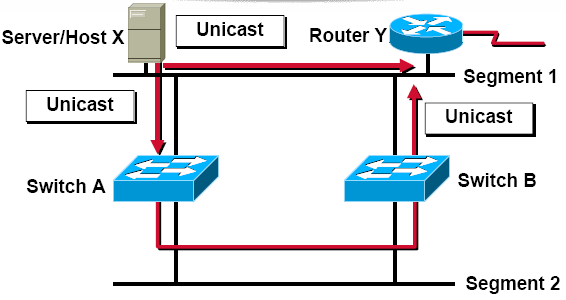 Server/Host X
Unicast
Router Y
Segment 1
Unicast
Unicast
Switch A
Switch B
Segment 2